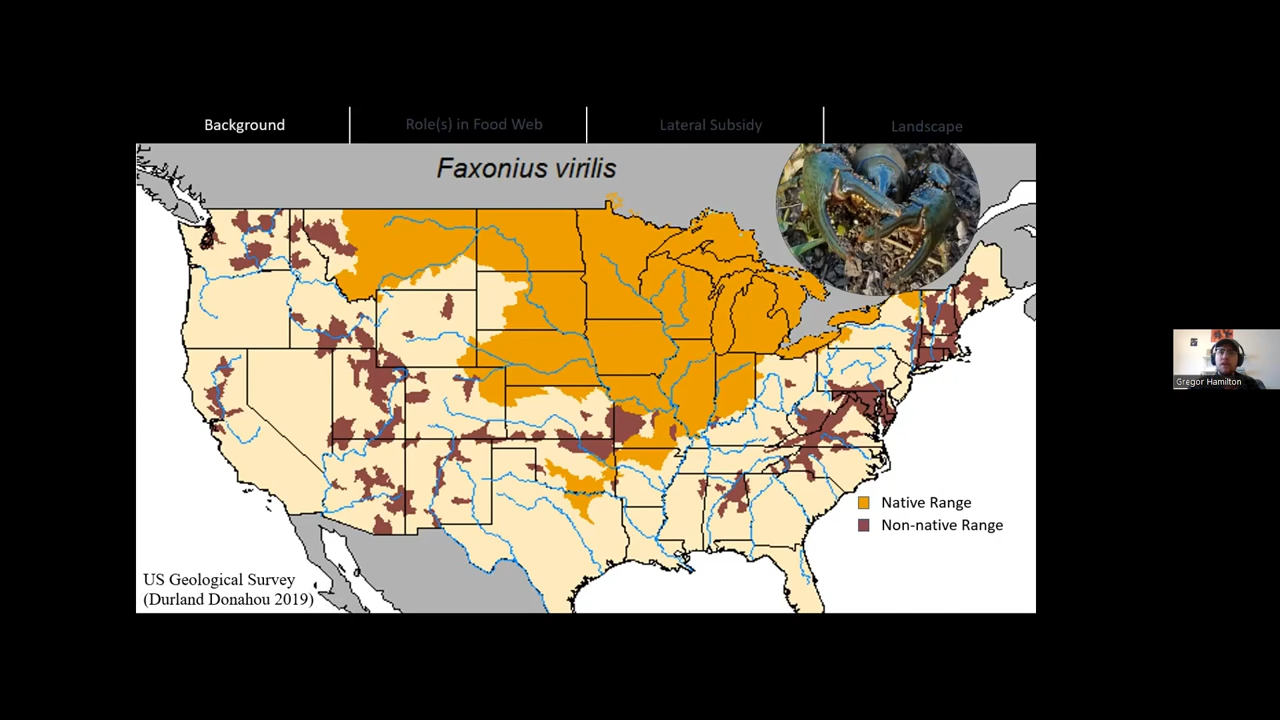 Background
Role(s) in Food Web
Lateral Subsidy
Landscape
Faxonius virilis
Gregor Hamilton
Native Range
Non-native Range
US Geological Survey
(Durland Donahou 2019)